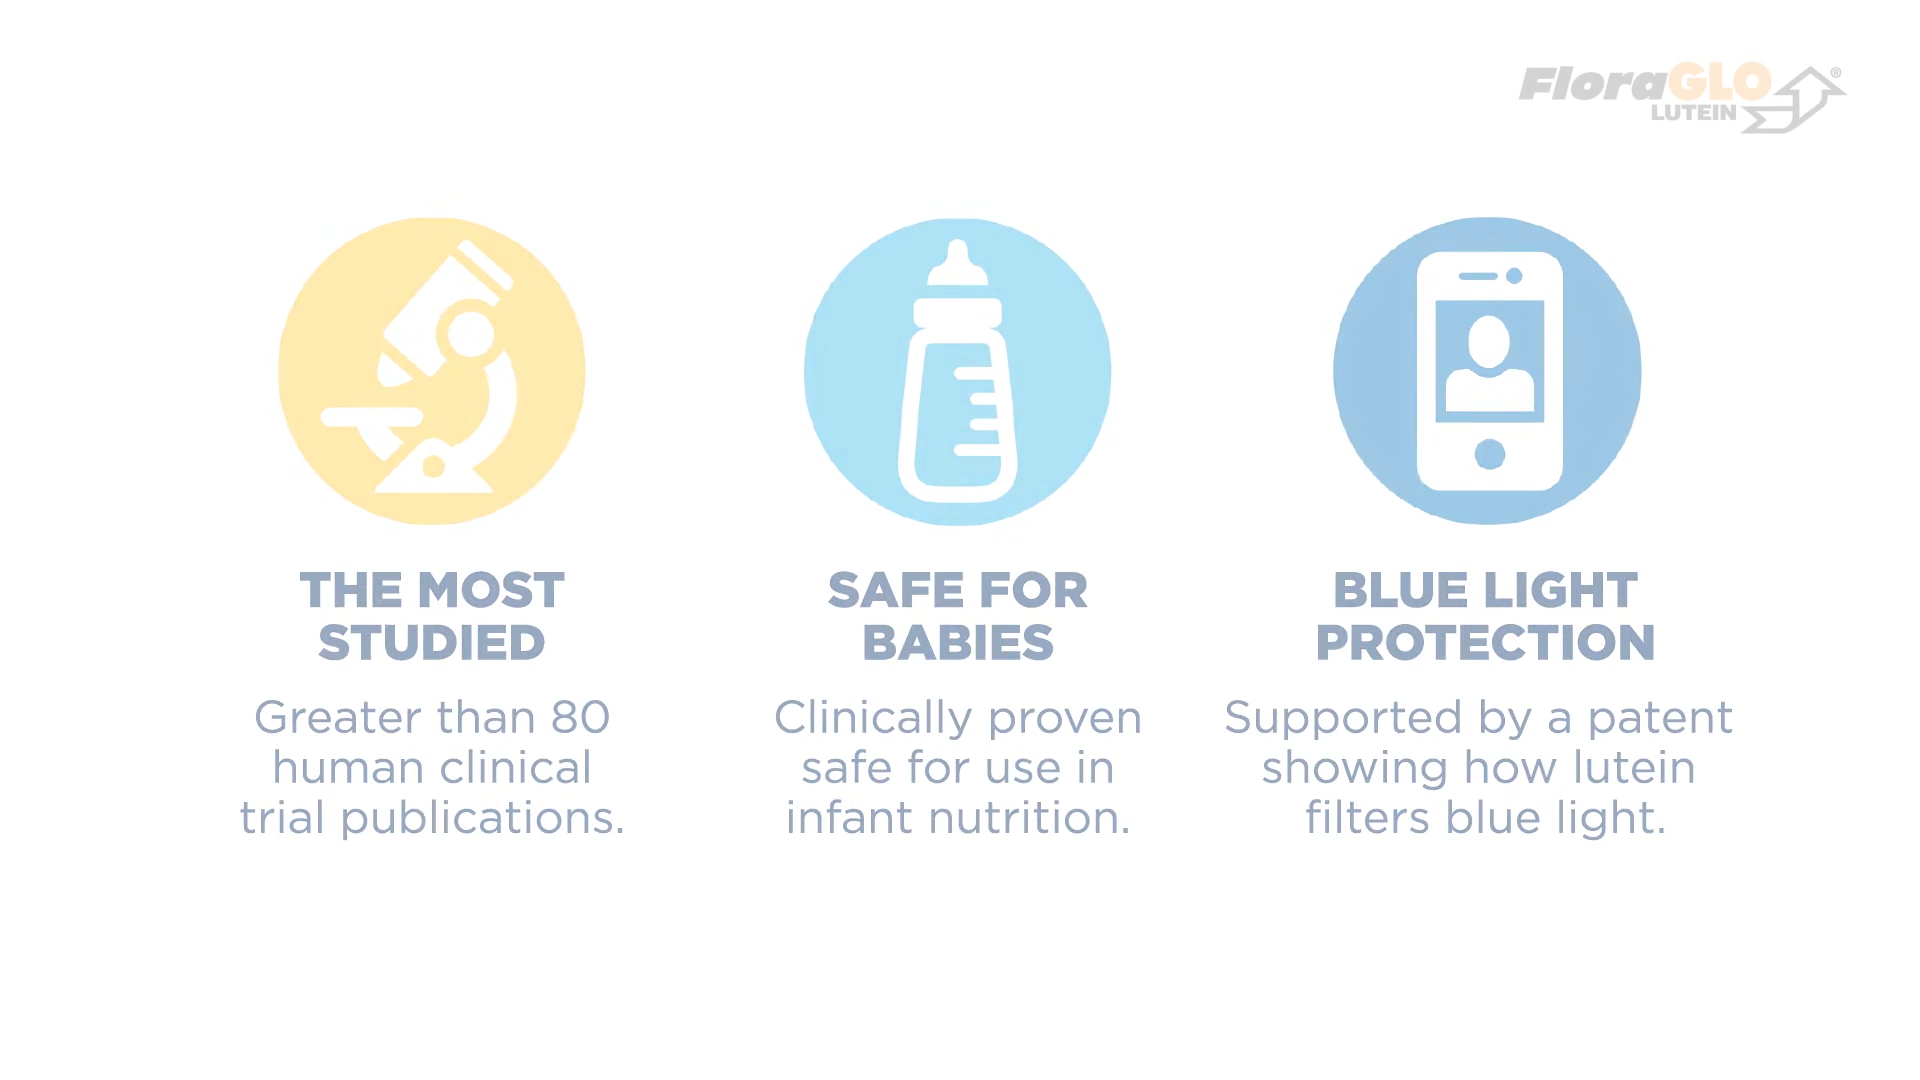 FloraGLO®
LUTEIN
THE MOST
STUDIED
Greater than 80
human clinical
trial publications.
SAFE FOR
BABIES
Clinically proven
safe for use in
infant nutrition.
BLUE LIGHT
PROTECTION
Supported by a patent
showing how lutein
filters blue light.